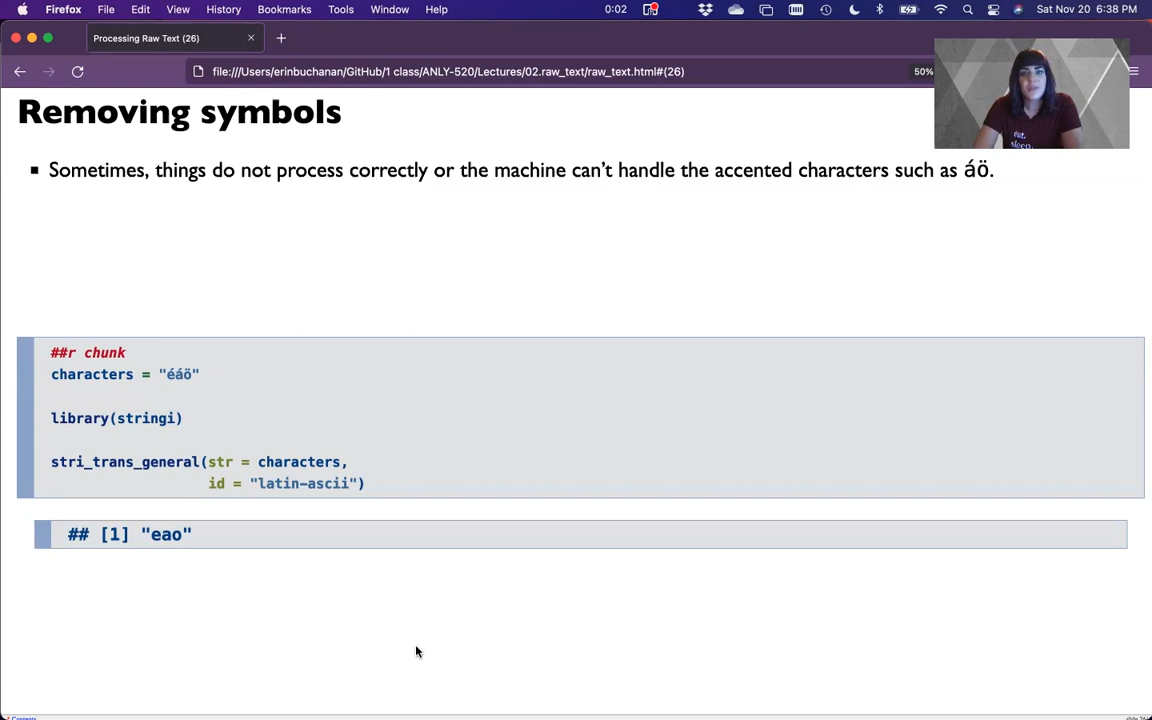 Firefox File Edit View History Bookmarks Tools Window Help 0:02 Sat Nov 20 6:38 PM
Processing Raw Text (26)
file:///Users/erinbuchanan/GitHub/1 class/ANLY-520/Lectures/02.raw_text/raw_text.html#(26) 50%
Removing symbols
eat.
sleep.
Sometimes, things do not process correctly or the machine can’t handle the accented characters such as áö.
##r chunk
characters = "éáö"
library(stringi)
stri_trans_general(str = characters,
id = "latin-ascii")
## [1] "eao"
Contents